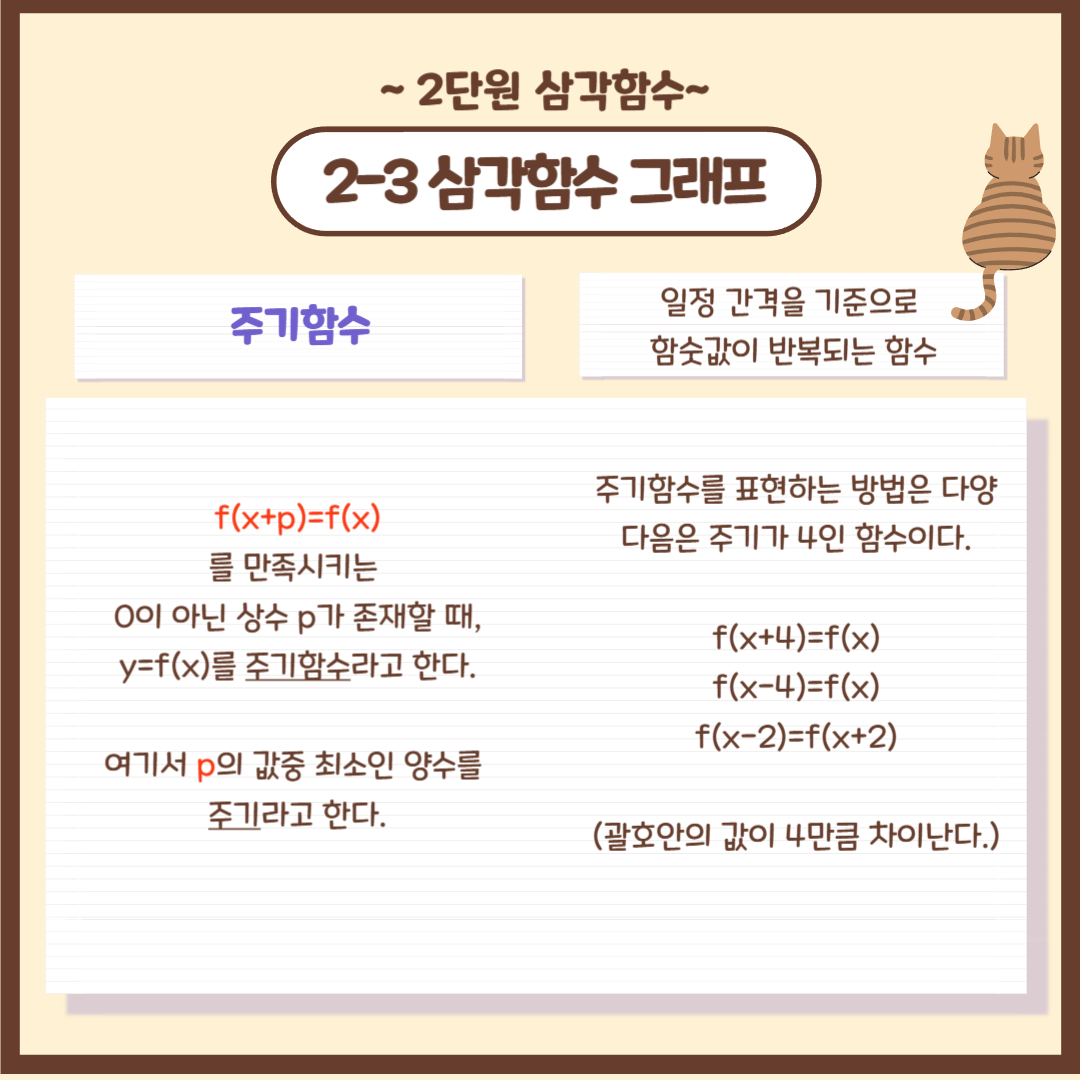 ~ 2단원 삼각함수~
2-3 삼각함수 그래프
주기함수
일정 간격을 기준으로
함숫값이 반복되는 함수
f(x+p)=f(x)
를 만족시키는
0이 아닌 상수 p가 존재할 때,
y=f(x)를 주기함수라고 한다.
여기서 p의 값중 최소인 양수를
주기라고 한다.
주기함수를 표현하는 방법은 다양
다음은 주기가 4인 함수이다.
f(x+4)=f(x)
f(x-4)=f(x)
f(x-2)=f(x+2)
(괄호안의 값이 4만큼 차이난다.)